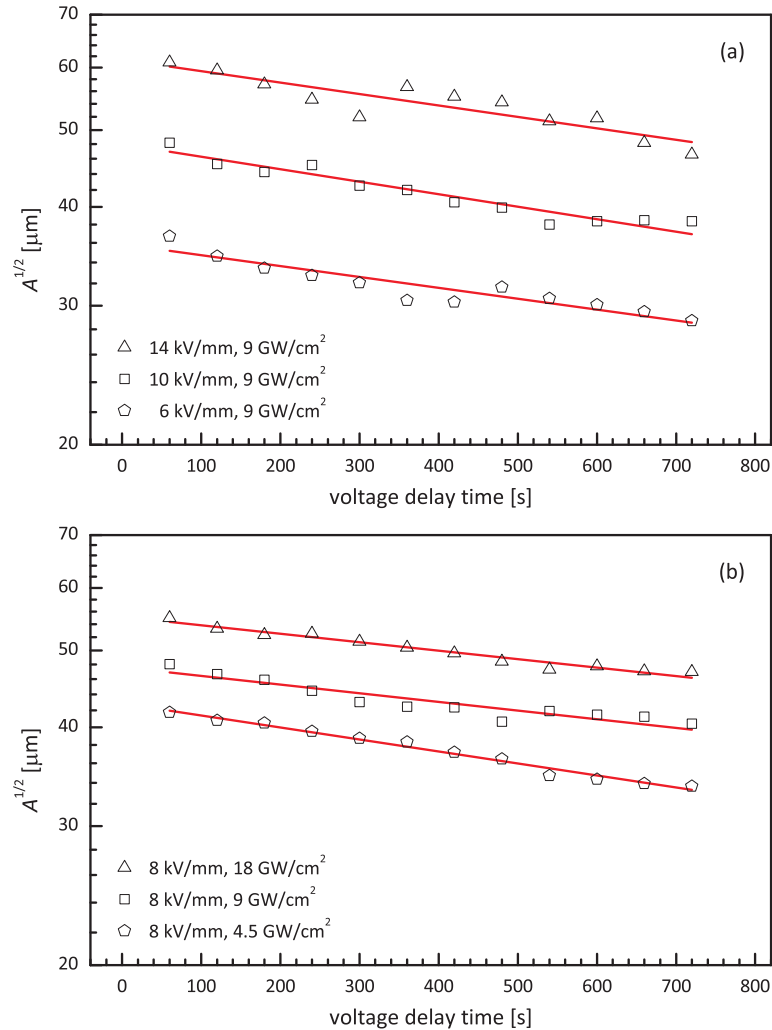 70
(a)
60
50
40
30
20
A^{1/2} [μm]
△ 14 kV/mm, 9 GW/cm²
□ 10 kV/mm, 9 GW/cm²
⬠ 6 kV/mm, 9 GW/cm²
0 100 200 300 400 500 600 700 800
voltage delay time [s]
70
(b)
60
50
40
30
20
A^{1/2} [μm]
△ 8 kV/mm, 18 GW/cm²
□ 8 kV/mm, 9 GW/cm²
⬠ 8 kV/mm, 4.5 GW/cm²
0 100 200 300 400 500 600 700 800
voltage delay time [s]